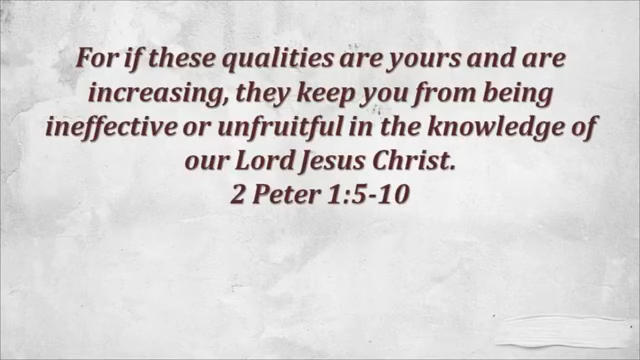 For if these qualities are yours and are
increasing, they keep you from being
ineffective or unfruitful in the knowledge of
our Lord Jesus Christ.
2 Peter 1:5-10